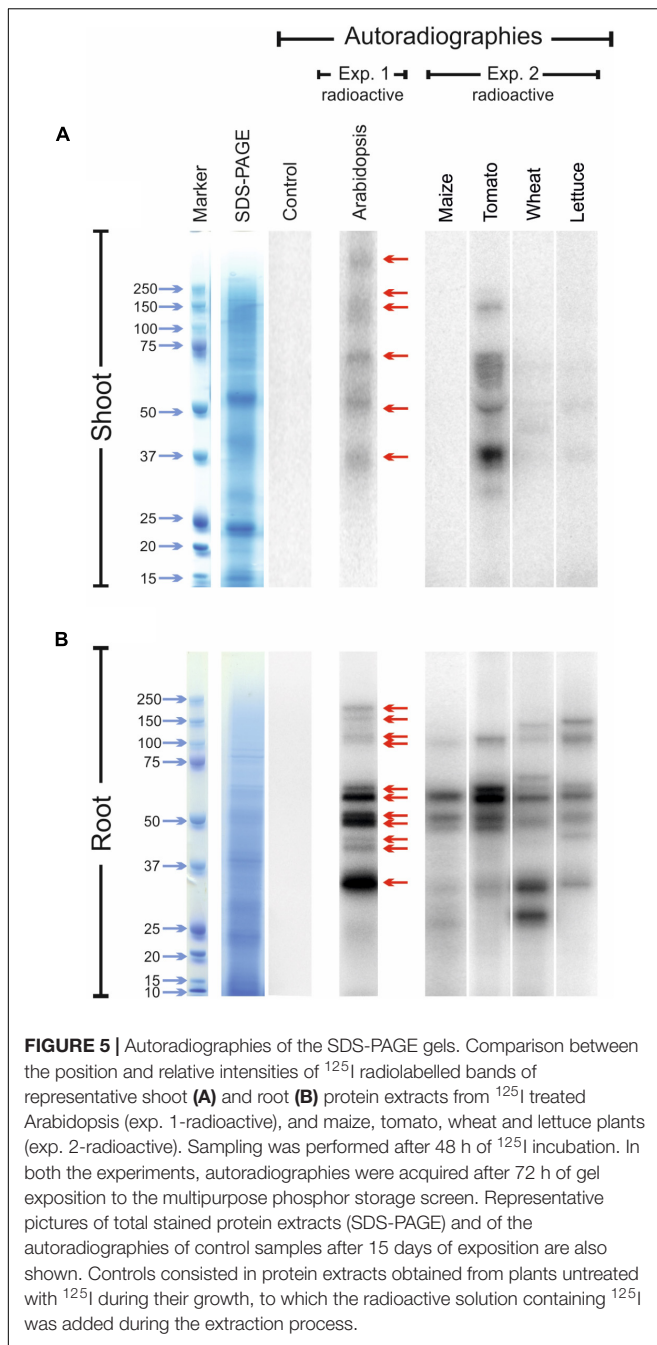 Autoradiographies
Exp. 1
radioactive
Exp. 2
radioactive
A
Marker
SDS-PAGE
Control
Arabidopsis
Maize
Tomato
Wheat
Lettuce
Shoot
250
150
100
75
50
37
25
20
15
B
Root
250
150
100
75
50
37
25
20
15
10
FIGURE 5 | Autoradiographies of the SDS-PAGE gels. Comparison between
the position and relative intensities of ¹²⁵I radiolabelled bands of
representative shoot (A) and root (B) protein extracts from ¹²⁵I treated
Arabidopsis (exp. 1-radioactive), and maize, tomato, wheat and lettuce plants
(exp. 2-radioactive). Sampling was performed after 48 h of ¹²⁵I incubation. In
both the experiments, autoradiographies were acquired after 72 h of gel
exposition to the multipurpose phosphor storage screen. Representative
pictures of total stained protein extracts (SDS-PAGE) and of the
autoradiographies of control samples after 15 days of exposition are also
shown. Controls consisted in protein extracts obtained from plants untreated
with ¹²⁵I during their growth, to which the radioactive solution containing ¹²⁵I
was added during the extraction process.